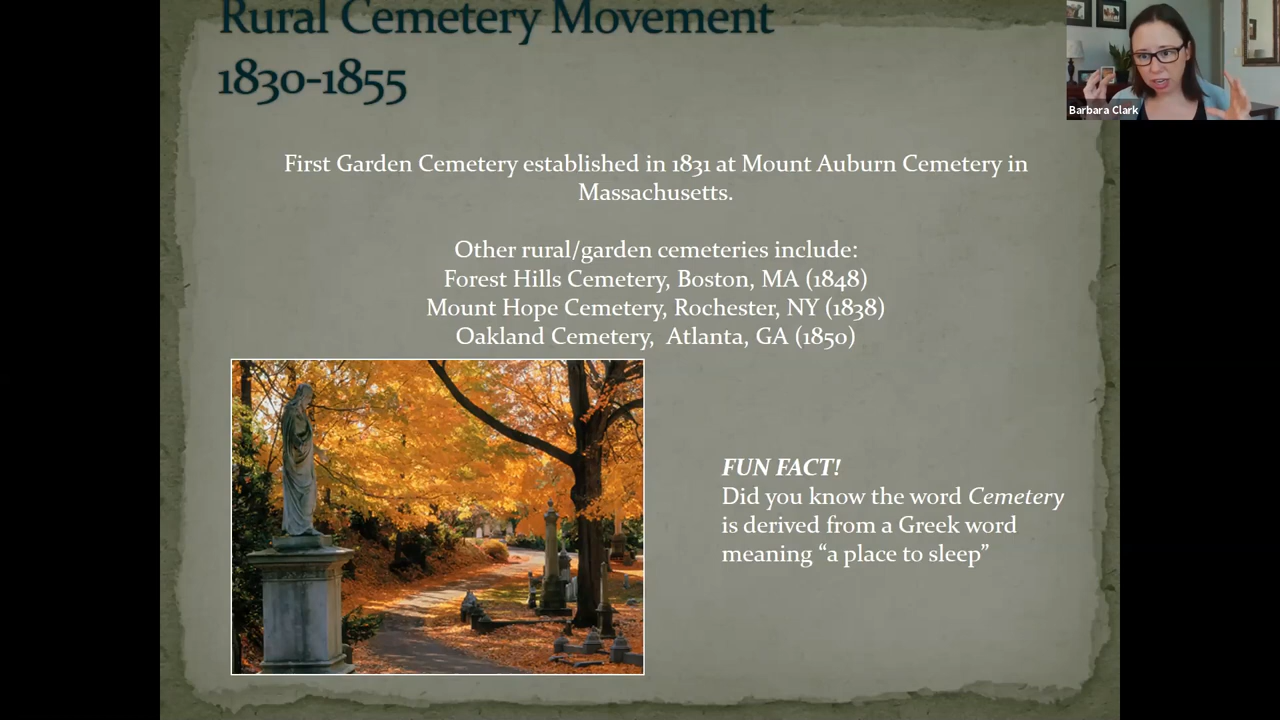 Rural Cemetery Movement
1830-1855
Barbara Clark
First Garden Cemetery established in 1831 at Mount Auburn Cemetery in
Massachusetts.
Other rural/garden cemeteries include:
Forest Hills Cemetery, Boston, MA (1848)
Mount Hope Cemetery, Rochester, NY (1838)
Oakland Cemetery, Atlanta, GA (1850)
FUN FACT!
Did you know the word Cemetery
is derived from a Greek word
meaning “a place to sleep”